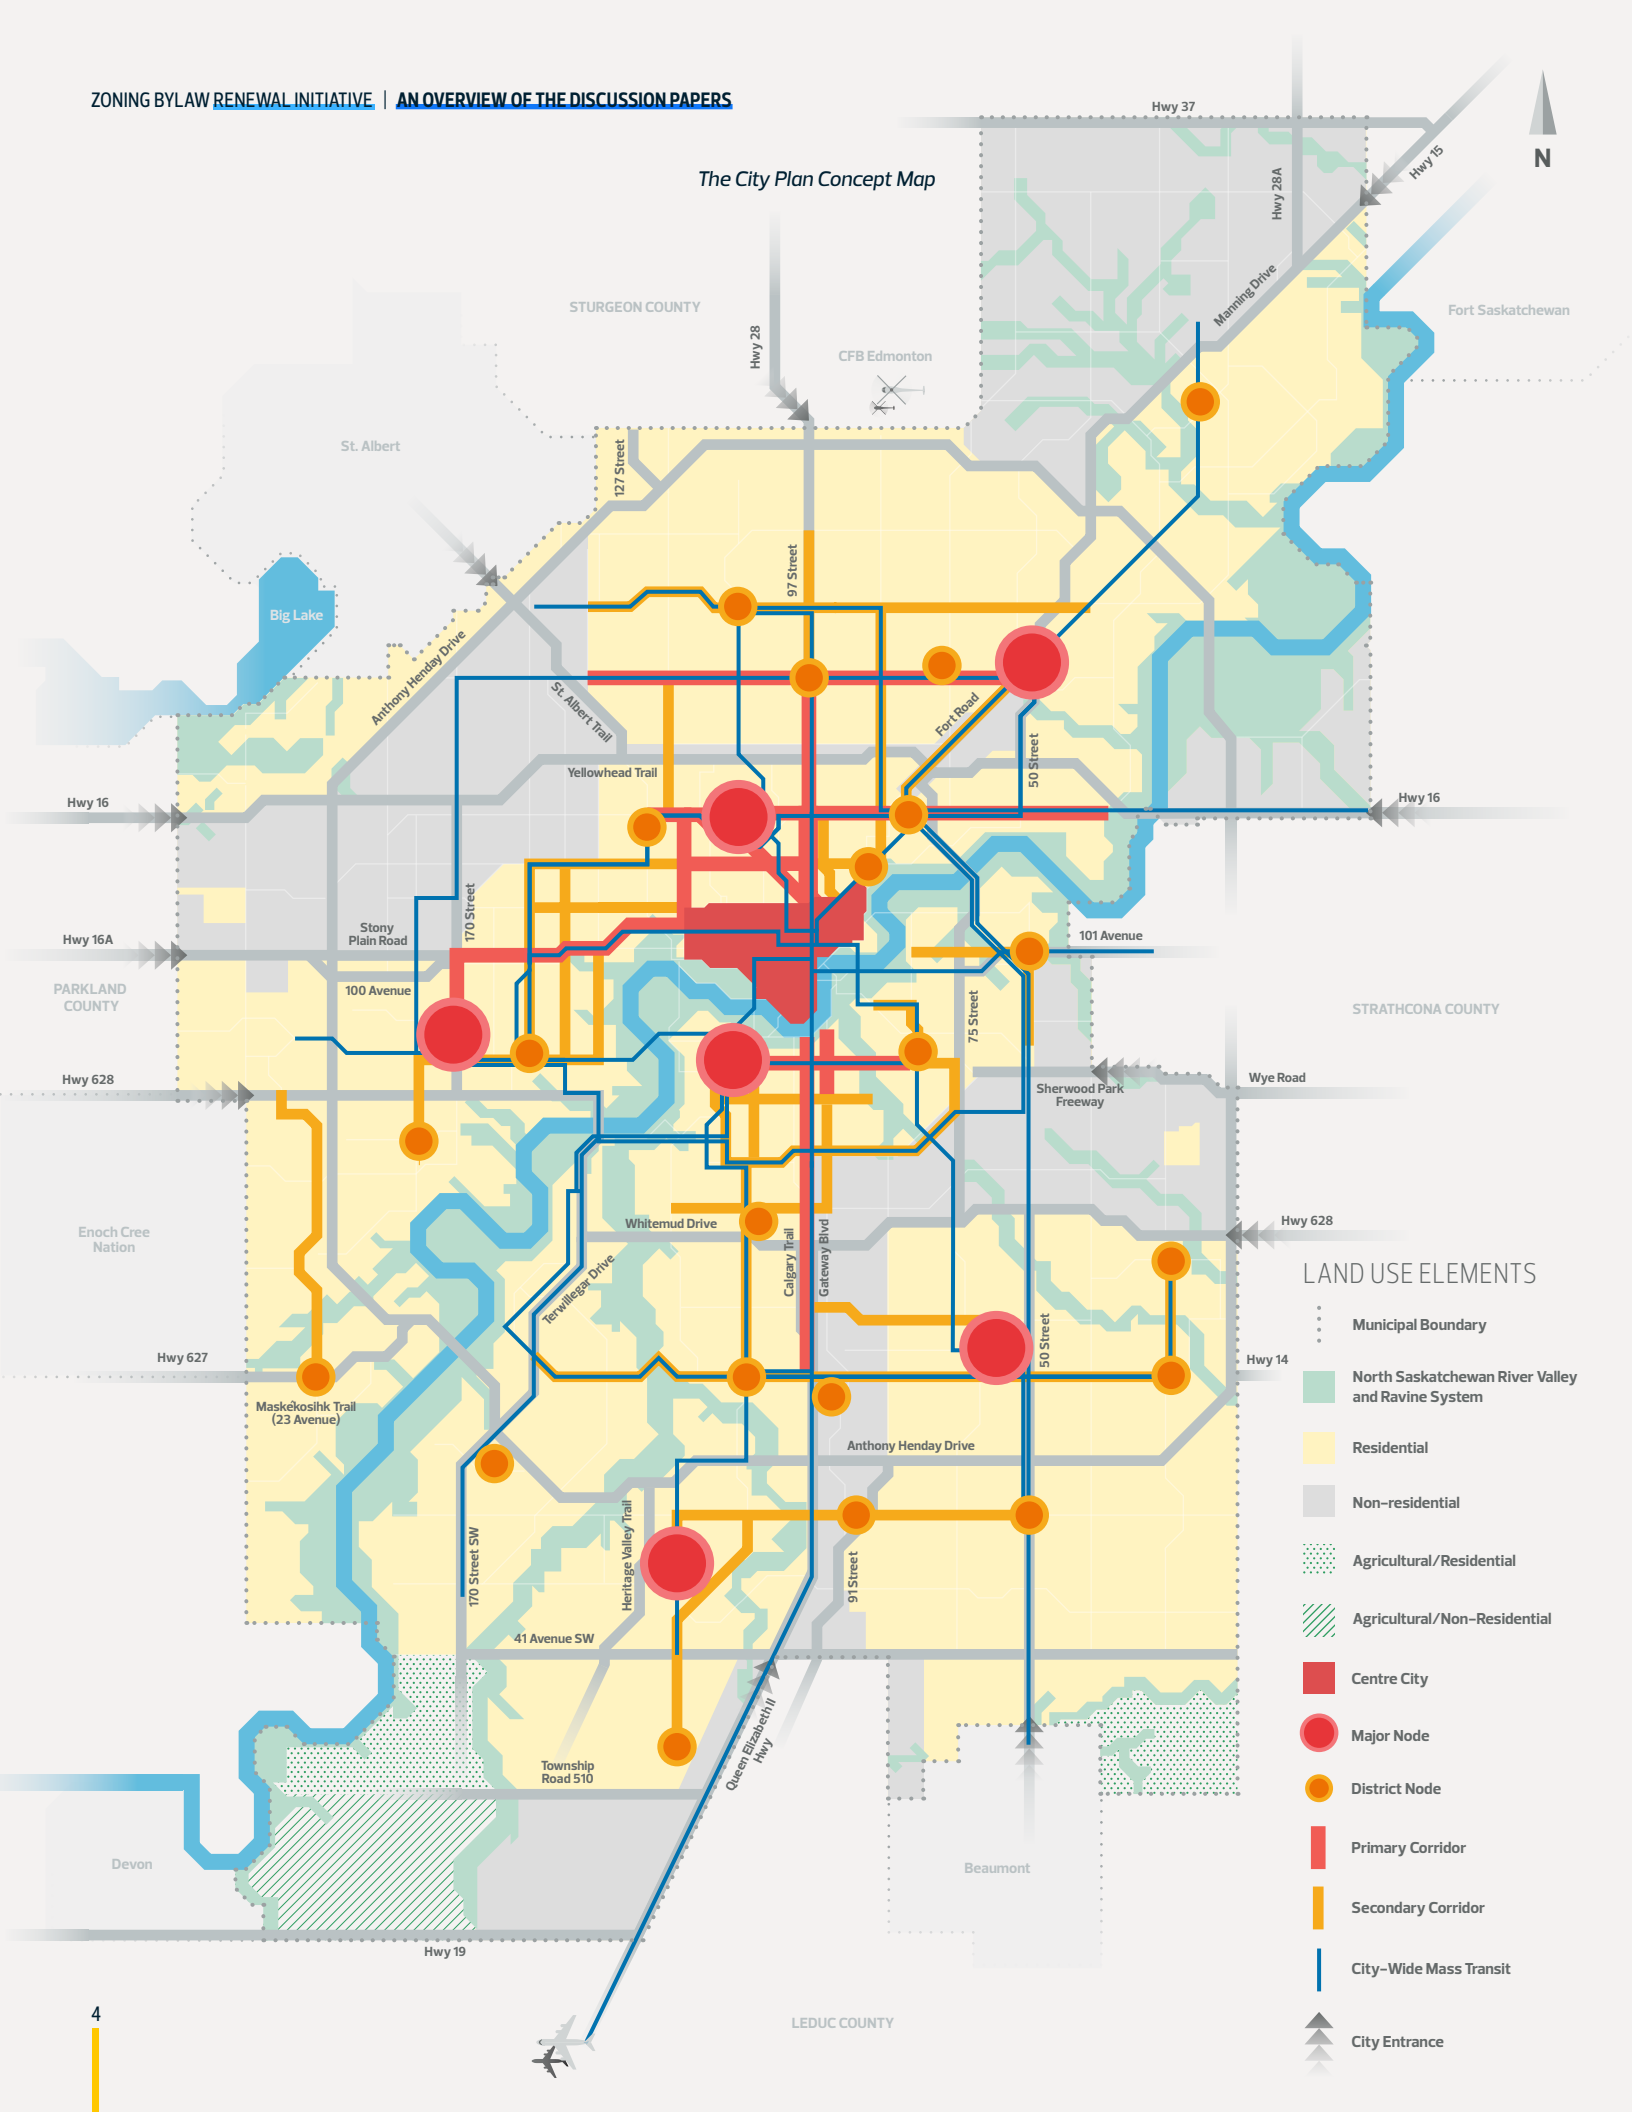 ZONING BYLAW RENEWAL INITIATIVE | AN OVERVIEW OF THE DISCUSSION PAPERS
The City Plan Concept Map
Hwy 37
N
Hwy 15
Hwy 28A
Manning Drive
Fort Saskatchewan
STURGEON COUNTY
Hwy 28
CFB Edmonton
St. Albert
127 Street
97 Street
Big Lake
Anthony Henday Drive
St. Albert Trail
Fort Road
50 Street
Yellowhead Trail
Hwy 16
Hwy 16
170 Street
Stony
Plain Road
101 Avenue
Hwy 16A
PARKLAND
COUNTY
100 Avenue
75 Street
STRATHCONA COUNTY
Hwy 628
Wye Road
Sherwood Park
Freeway
Enoch Cree
Nation
Whitemud Drive
Hwy 628
Calgary Trail
Gateway Blvd
Terwillegar Drive
50 Street
Hwy 627
Hwy 14
Maskêkosihk Trail
(23 Avenue)
Anthony Henday Drive
170 Street SW
Heritage Valley Trail
91 Street
41 Avenue SW
Queen Elizabeth II
Hwy
Township
Road 510
Devon
Beaumont
Hwy 19
LEDUC COUNTY
LAND USE ELEMENTS
Municipal Boundary
North Saskatchewan River Valley
and Ravine System
Residential
Non-residential
Agricultural/Residential
Agricultural/Non-Residential
Centre City
Major Node
District Node
Primary Corridor
Secondary Corridor
City-Wide Mass Transit
City Entrance
4